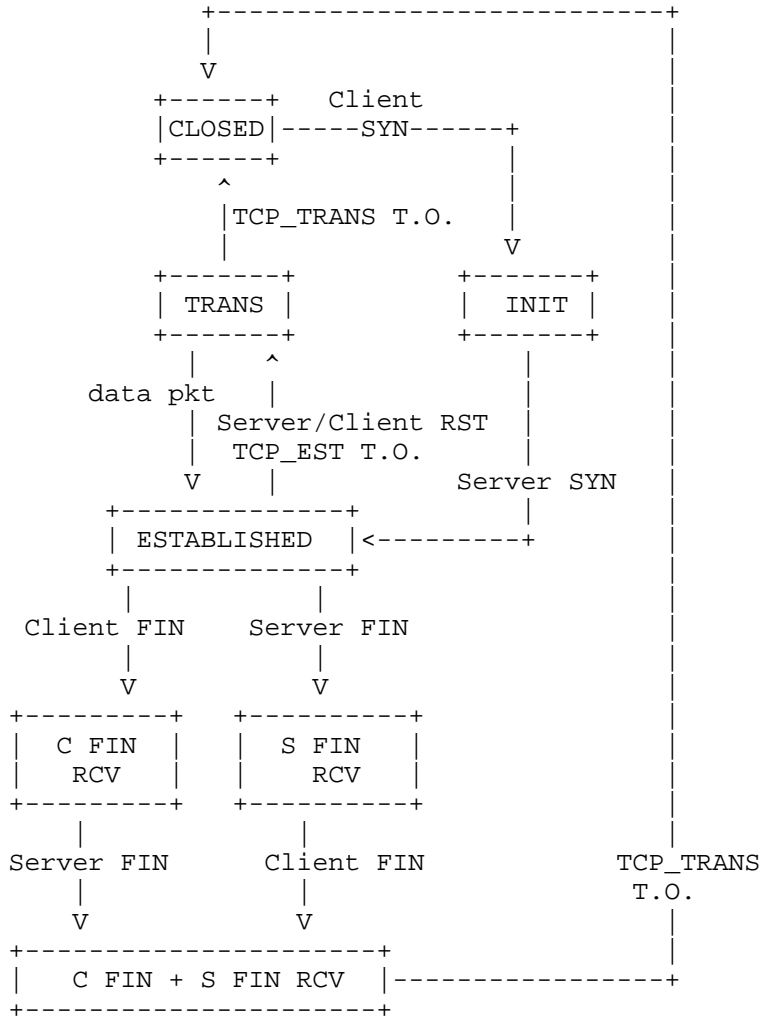 Client
CLOSED SYN
TCP_TRANS T.O.
TRANS INIT
data pkt
Server/Client RST
TCP_EST T.O.
Server SYN
ESTABLISHED
Client FIN Server FIN
C FIN S FIN
RCV RCV
Server FIN Client FIN TCP_TRANS
T.O.
C FIN + S FIN RCV